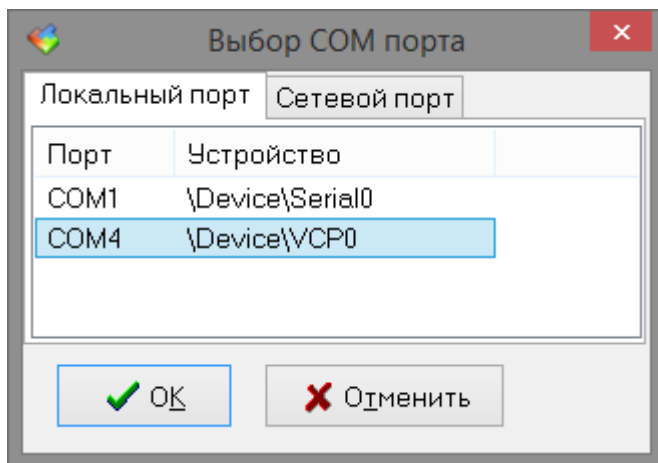 Выбор COM порта
Локальный порт Сетевой порт
Порт Устройство
COM1 \Device\Serial0
COM4 \Device\VCP0
OK Отменить